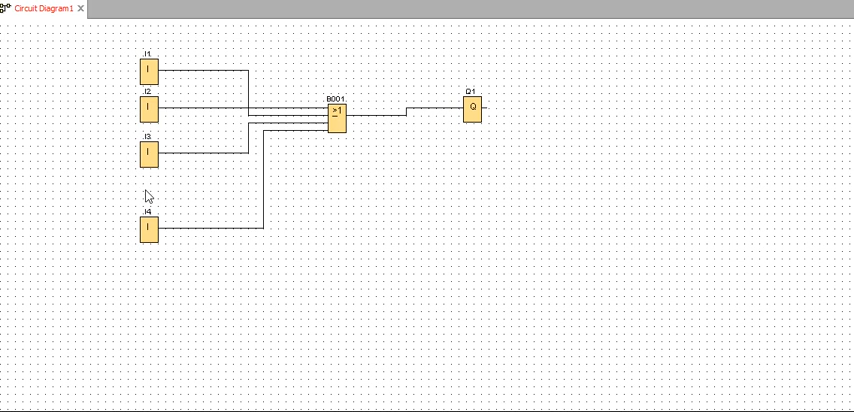 Circuit Diagram1
I1
I
I2
I
B001
≥1
Q1
Q
I3
I
I4
I